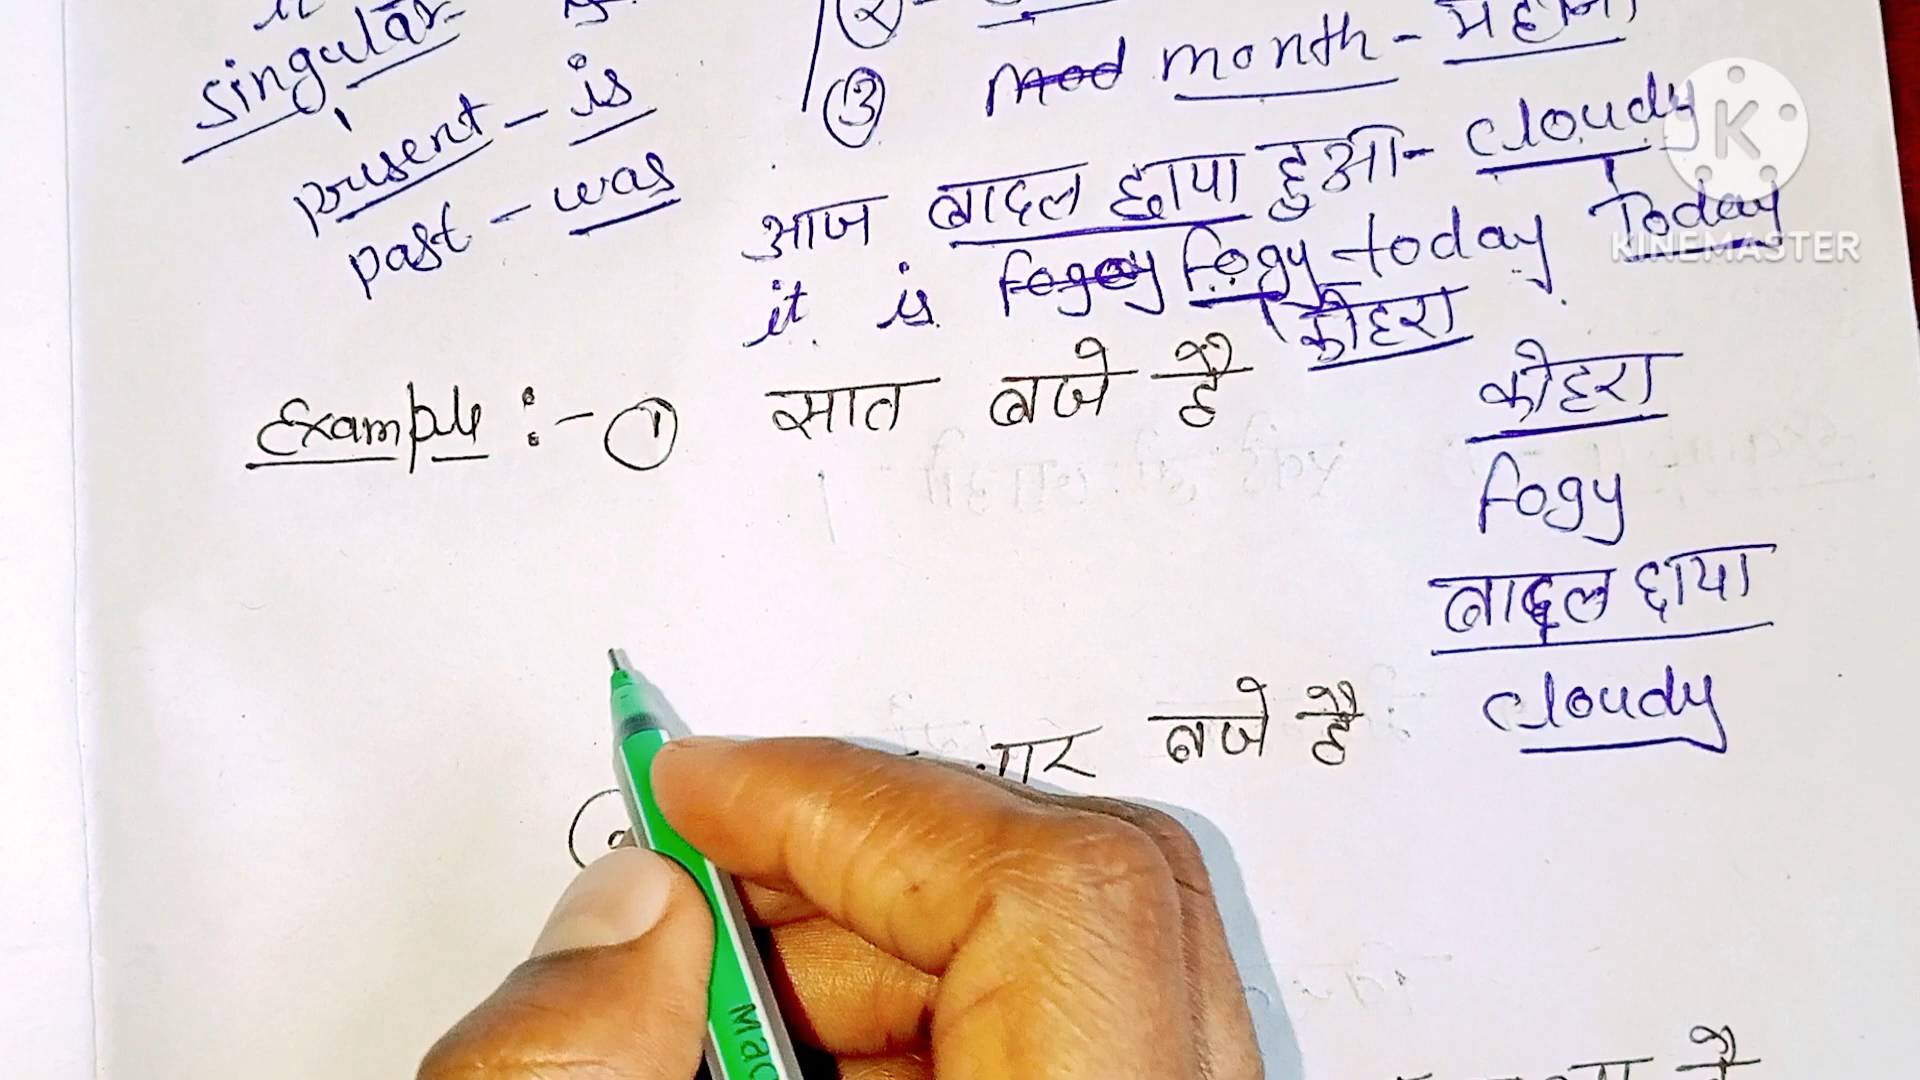 it
singular
present - is
past - was
③ month - महीना
आज बादल छाया हुआ - cloudy
it is fogy today Today
कोहरा
Example :- ① सात बजे है
कोहरा
fogy
बादल छाया
cloudy
बजे है
है
K
KINEMASTER